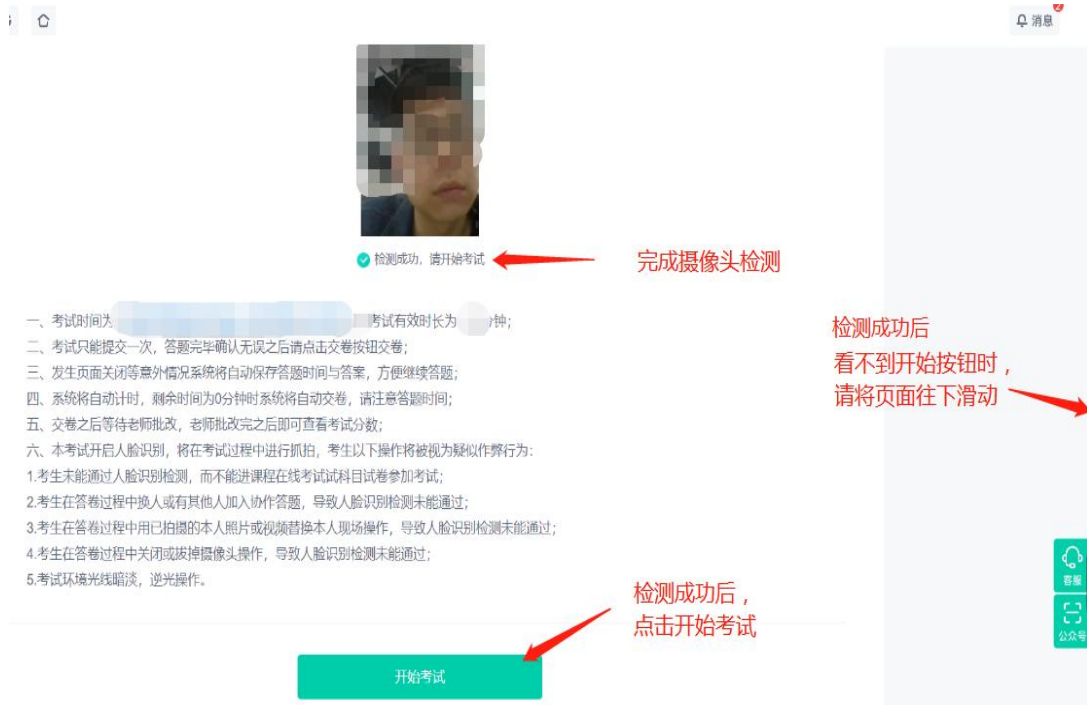 消息
2
检测成功，请开始考试
完成摄像头检测
一、考试时间为 考试有效时长为 钟；
二、考试只能提交一次，答题完毕确认无误之后请点击交卷按钮交卷；
三、发生页面关闭等意外情况系统将自动保存答题时间与答案，方便继续答题；
四、系统将自动计时，剩余时间为0分钟时系统将自动交卷，请注意答题时间；
五、交卷之后等待老师批改，老师批改完之后即可查看考试分数；
六、本考试开启人脸识别，将在考试过程中进行抓拍，考生以下操作将被视为疑似作弊行为：
1.考生未能通过人脸识别检测，而不能进课程在线考试试科目试卷参加考试；
2.考生在答卷过程中换人或有其他人加入协作答题，导致人脸识别检测未能通过；
3.考生在答卷过程中用已拍摄的本人照片或视频替换本人现场操作，导致人脸识别检测未能通过；
4.考生在答卷过程中关闭或拔掉摄像头操作，导致人脸识别检测未能通过；
5.考试环境光线暗淡，逆光操作。
检测成功后
看不到开始按钮时，
请将页面往下滑动
客服
公众号
检测成功后，
点击开始考试
开始考试